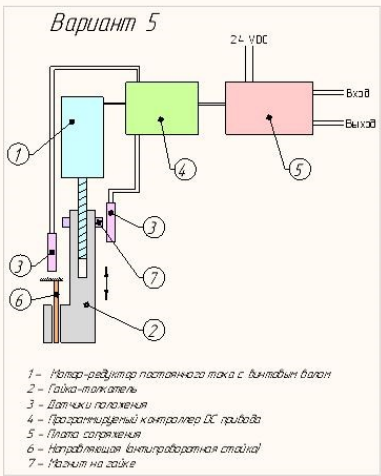 Вариант 5
24 VDC
Вход
Выход
1
4
5
3
3
7
6
2
1 - Мотор-редуктор постоянного тока с винтовым валом
2 - Гайка-толкатель
3 - Датчики положения
4 - Программируемый контроллер DC привода
5 - Плата сопряжения
6 - Направляющая (антиповоротная стойка)
7 - Магнит на гайке